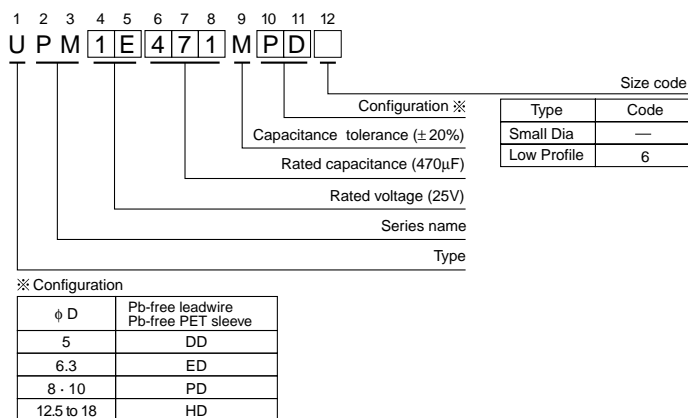 1 2 3 4 5 6 7 8 9 10 11 12
U P M 1 E 4 7 1 M P D
Size code
Type Code
Small Dia —
Low Profile 6
Configuration ※
Capacitance tolerance (±20%)
Rated capacitance (470µF)
Rated voltage (25V)
Series name
Type
※ Configuration
ϕ D Pb-free leadwire
Pb-free PET sleeve
5 DD
6.3 ED
8 · 10 PD
12.5 to 18 HD